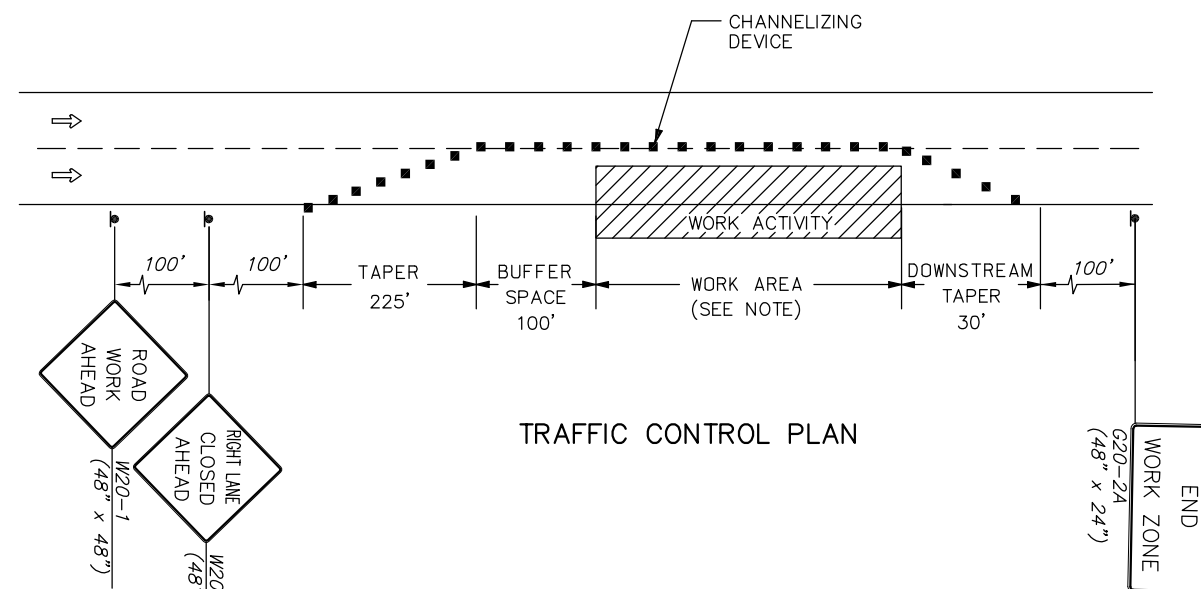 CHANNELIZING
DEVICE
100'
100'
TAPER
225'
BUFFER
SPACE
100'
WORK ACTIVITY
WORK AREA
(SEE NOTE)
DOWNSTREAM
TAPER
30'
100'
ROAD
WORK
AHEAD
W20-1
(48" x 48")
RIGHT LANE
CLOSED
AHEAD
W20
(48"
TRAFFIC CONTROL PLAN
END
WORK ZONE
G20-2A
(48" x 24")